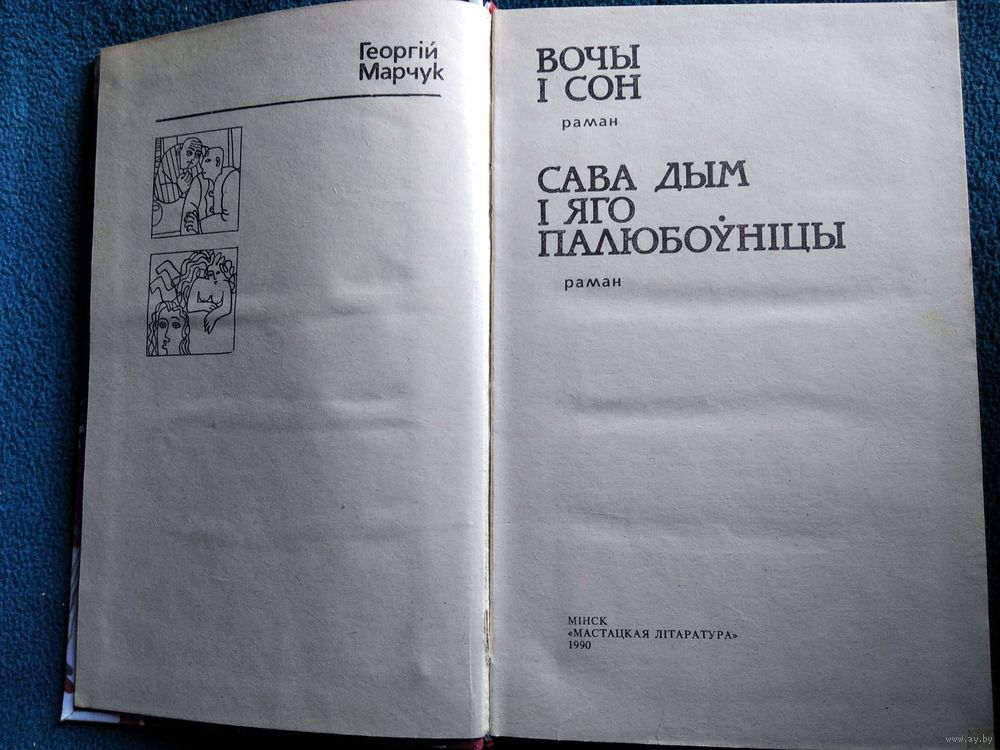 Георгій
Марчук
ВОЧЫ
І СОН
раман
САВА ДЫМ
І ЯГО
ПАЛЮБОЎНІЦЫ
раман
МІНСК
«МАСТАЦКАЯ ЛІТАРАТУРА»
1990
www.ay.by